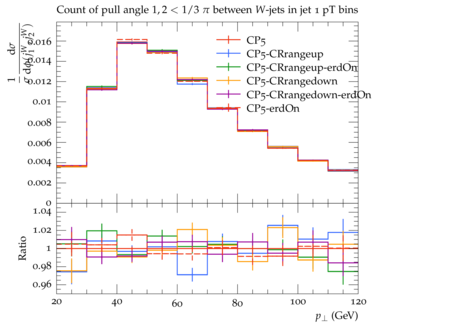 Count of pull angle 1, 2 < 1/3 π between W-jets in jet 1 pT bins
0.016
0.014
0.012
0.01
0.008
0.006
0.004
0.002
0
CP5
CP5-CRrangeup
CP5-CRrangeup-erdOn
CP5-CRrangedown
CP5-CRrangedown-erdOn
CP5-erdOn
1.04
1.02
1.0
0.98
0.96
Ratio
20
40
60
80
100
120
p⊥ (GeV)